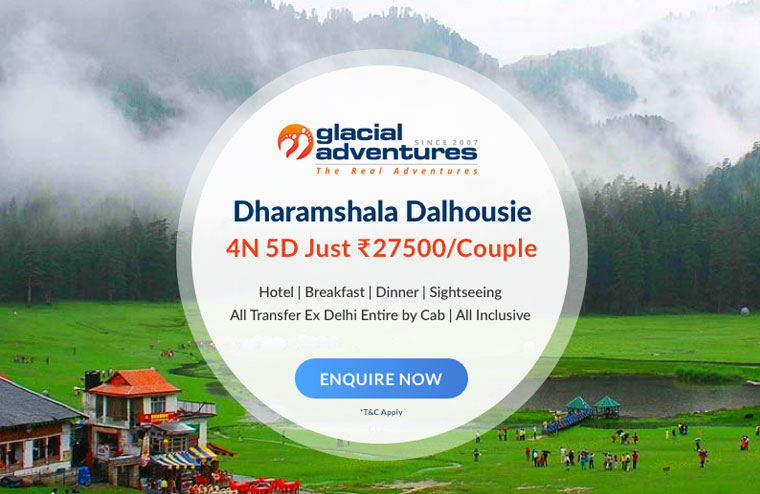 glacial
SINCE 2007
adventures
The Real Adventures
Dharamshala Dalhousie
4N 5D Just ₹27500/Couple
Hotel | Breakfast | Dinner | Sightseeing
All Transfer Ex Delhi Entire by Cab | All Inclusive
ENQUIRE NOW
*T&C Apply